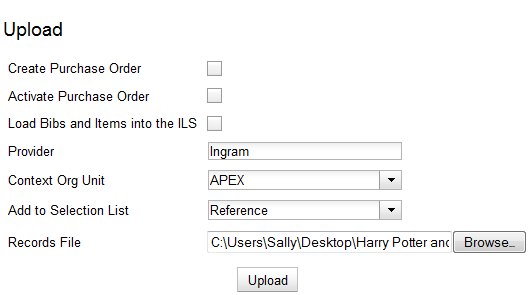 Upload
Create Purchase Order
Activate Purchase Order
Load Bibs and Items into the ILS
Provider Ingram
Context Org Unit APEX
Add to Selection List Reference
Records File C:\Users\Sally\Desktop\Harry Potter anc Browse..
Upload